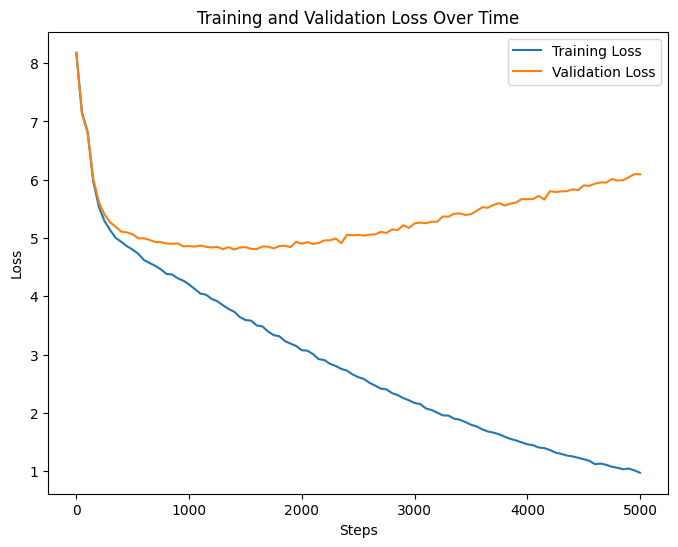 Training and Validation Loss Over Time
Training Loss
Validation Loss
8
7
6
5
4
3
2
1
Loss
0
1000
2000
3000
4000
5000
Steps